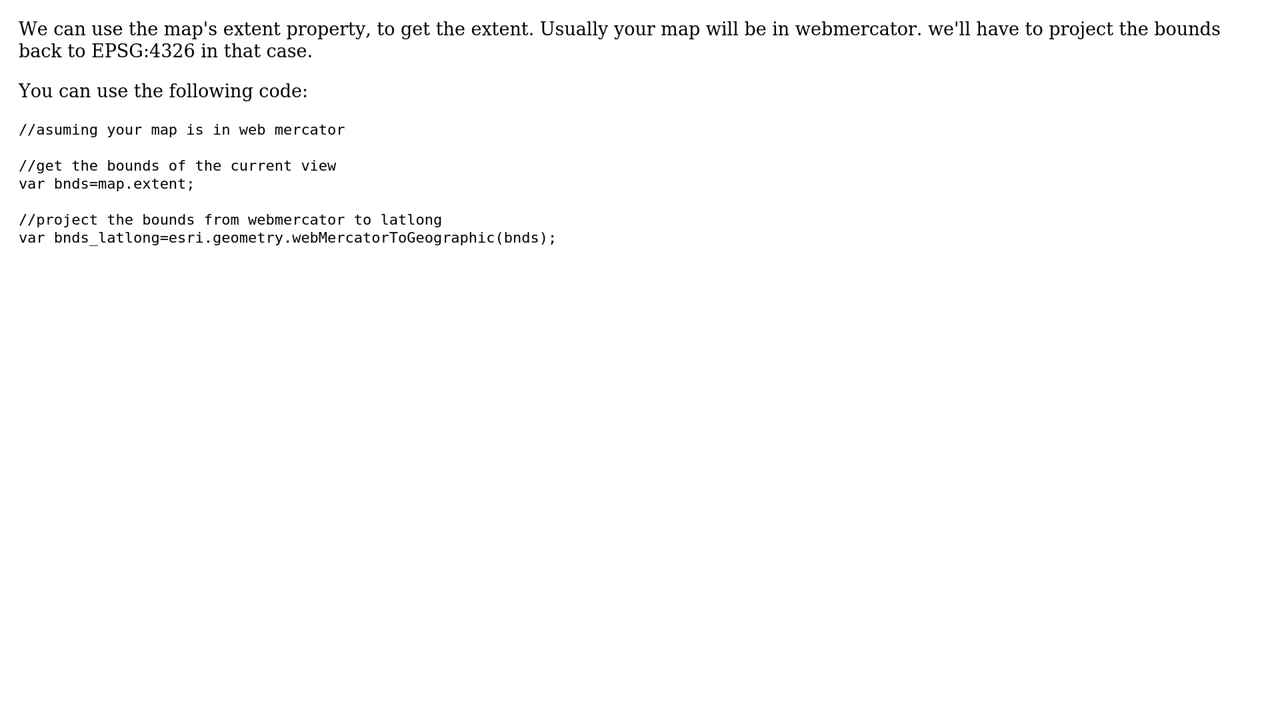 We can use the map's extent property, to get the extent. Usually your map will be in webmercator. we'll have to project the bounds
back to EPSG:4326 in that case.
You can use the following code:
//asuming your map is in web mercator
//get the bounds of the current view
var bnds=map.extent;
//project the bounds from webmercator to latlong
var bnds_latlong=esri.geometry.webMercatorToGeographic(bnds);